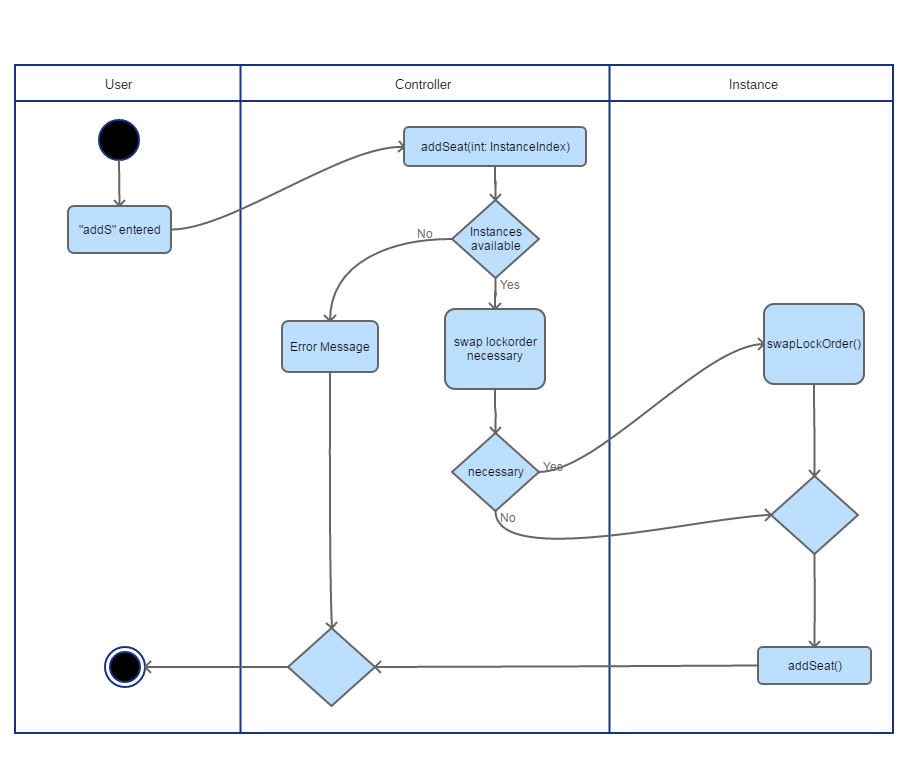 User
Controller
Instance
addSeat(int: InstanceIndex)
"addS" entered
Instances
available
No
Yes
Error Message
swap lockorder
necessary
swapLockOrder()
necessary
Yes
No
addSeat()